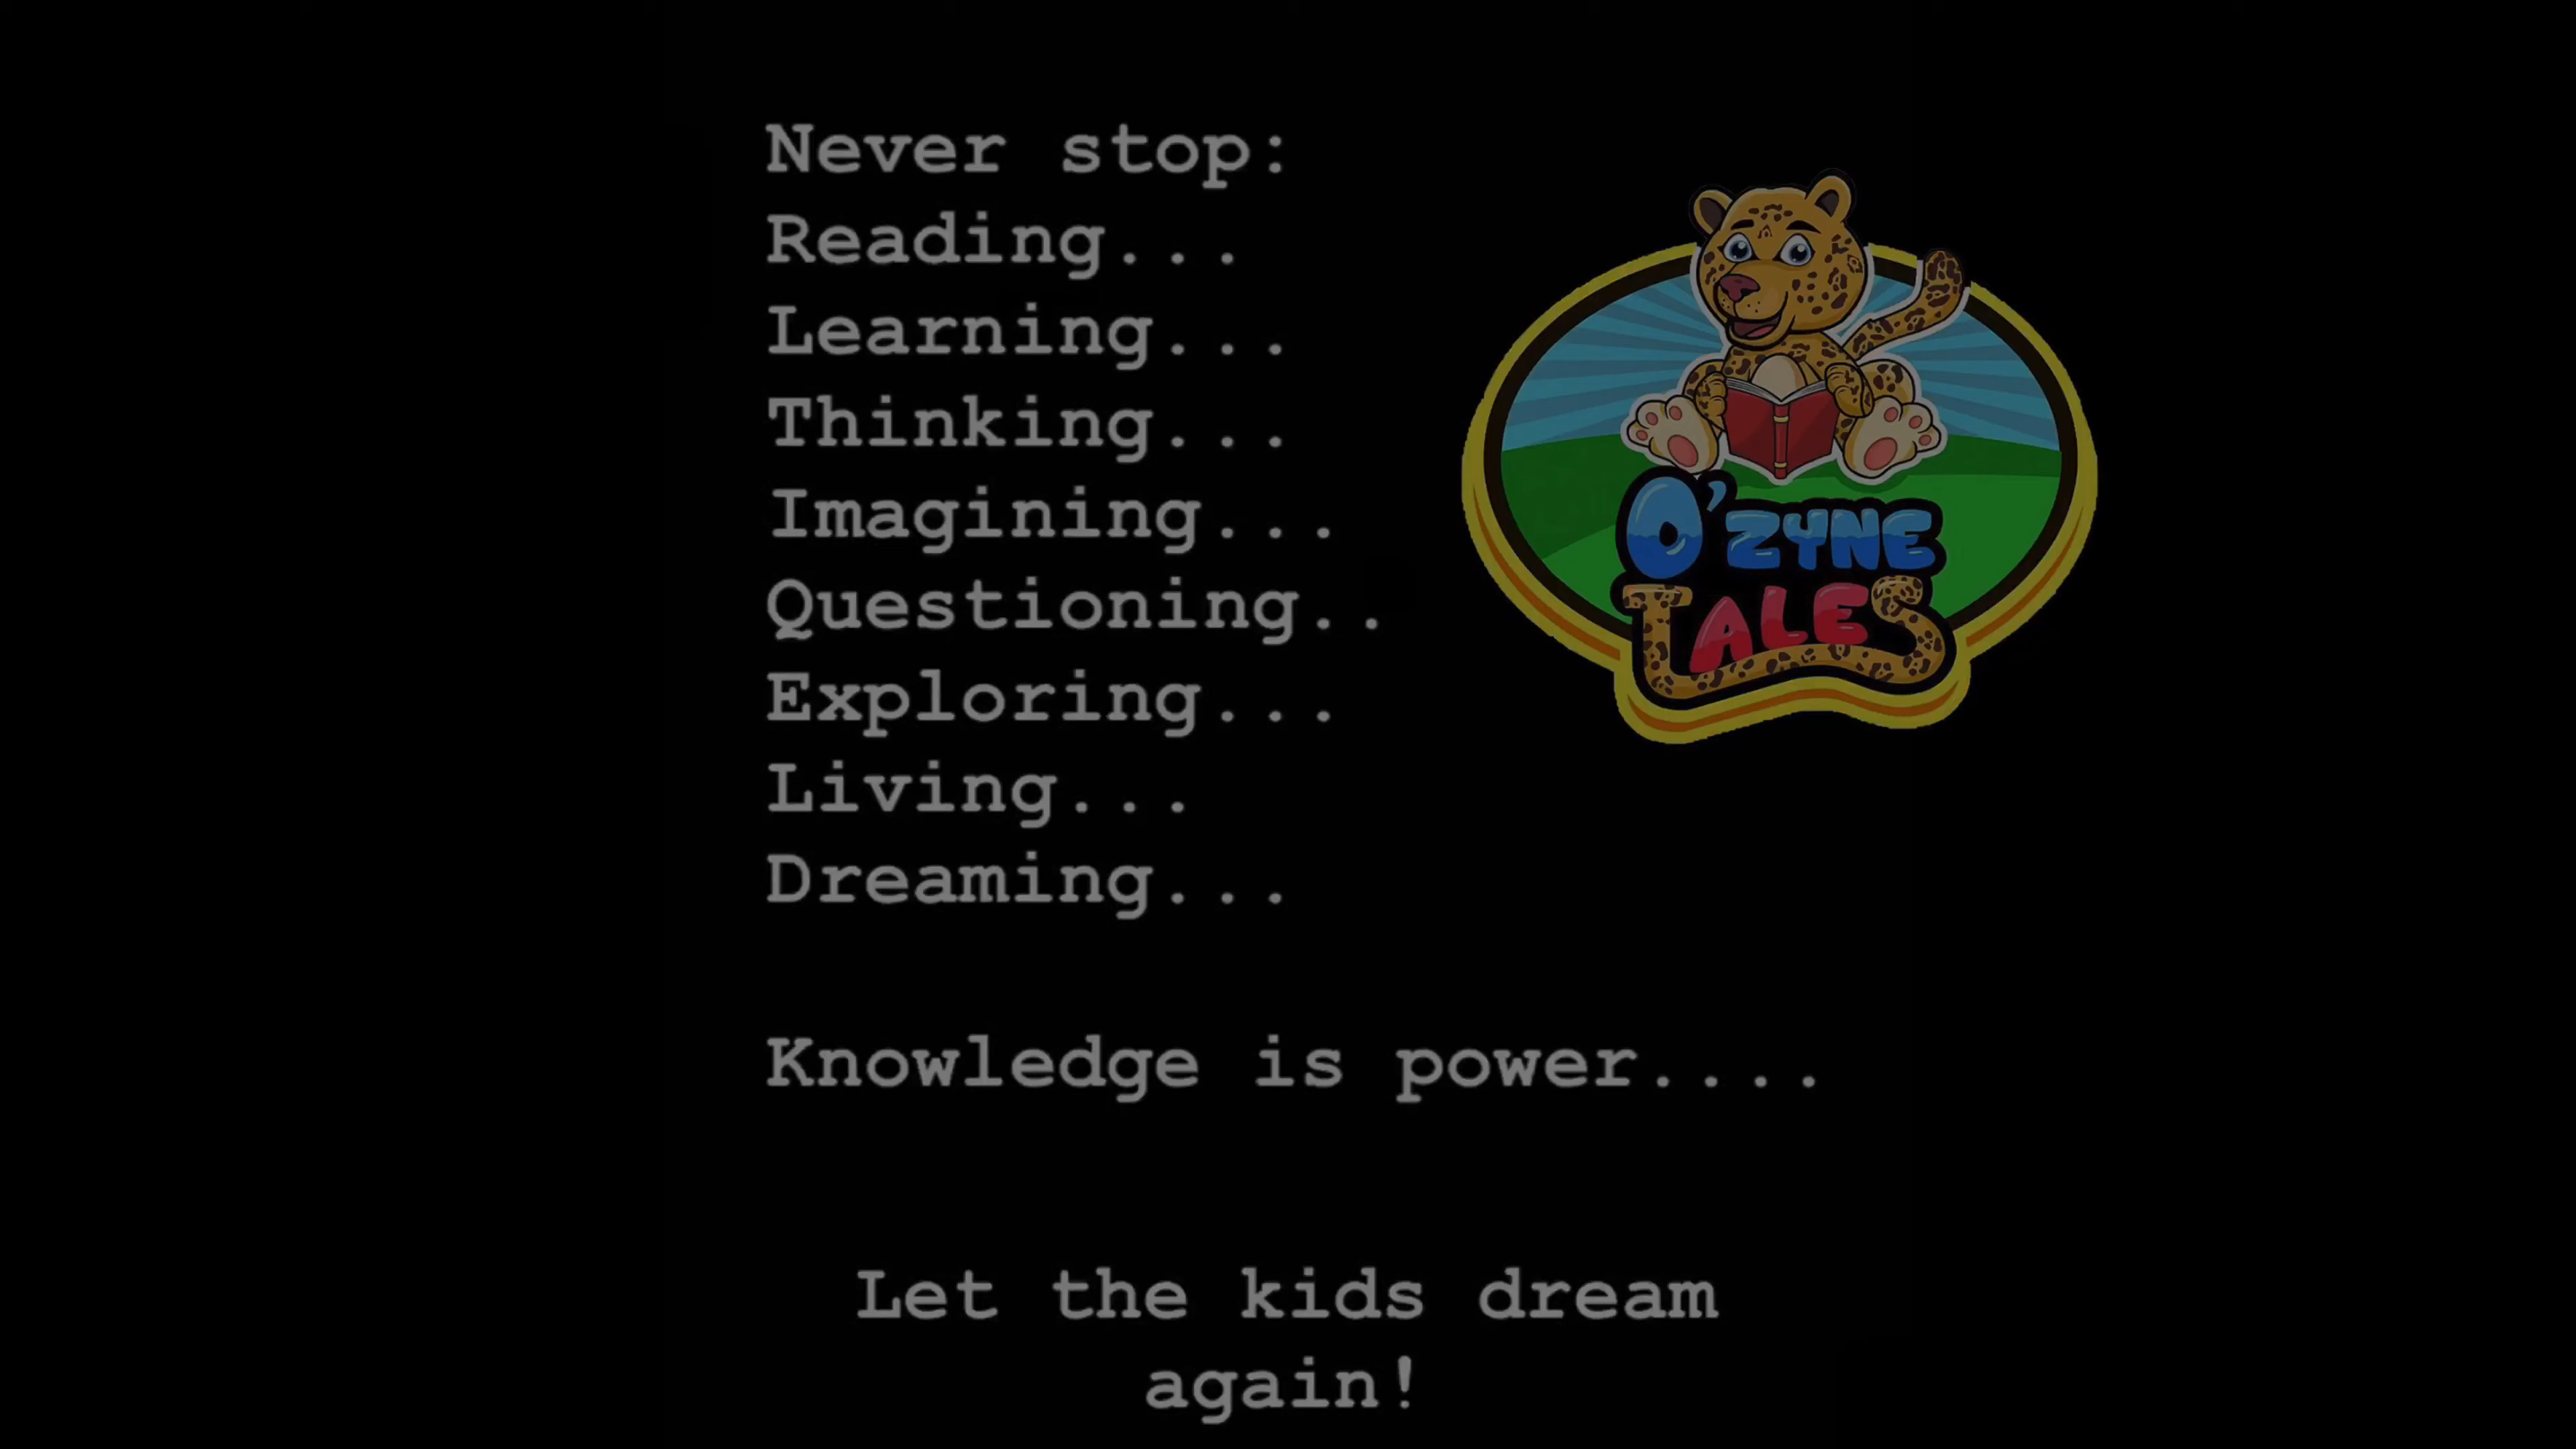 Never stop:
Reading...
Learning...
Thinking...
Imagining...
Questioning..
Exploring...
Living...
Dreaming...
Knowledge is power....
Let the kids dream
again!
O'ZYNE
TALES